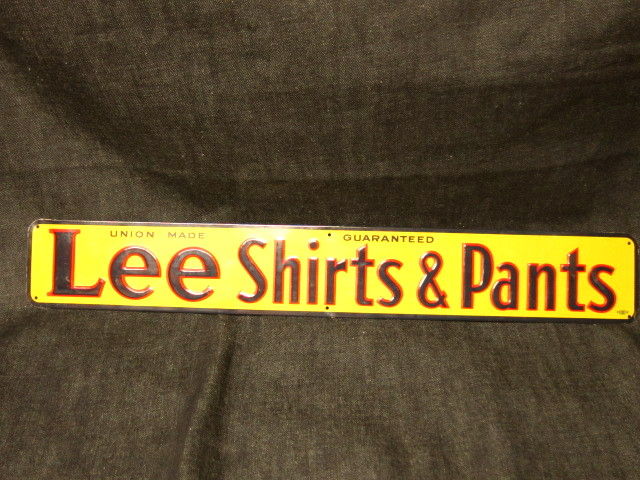 UNION MADE GUARANTEED
Lee Shirts & Pants